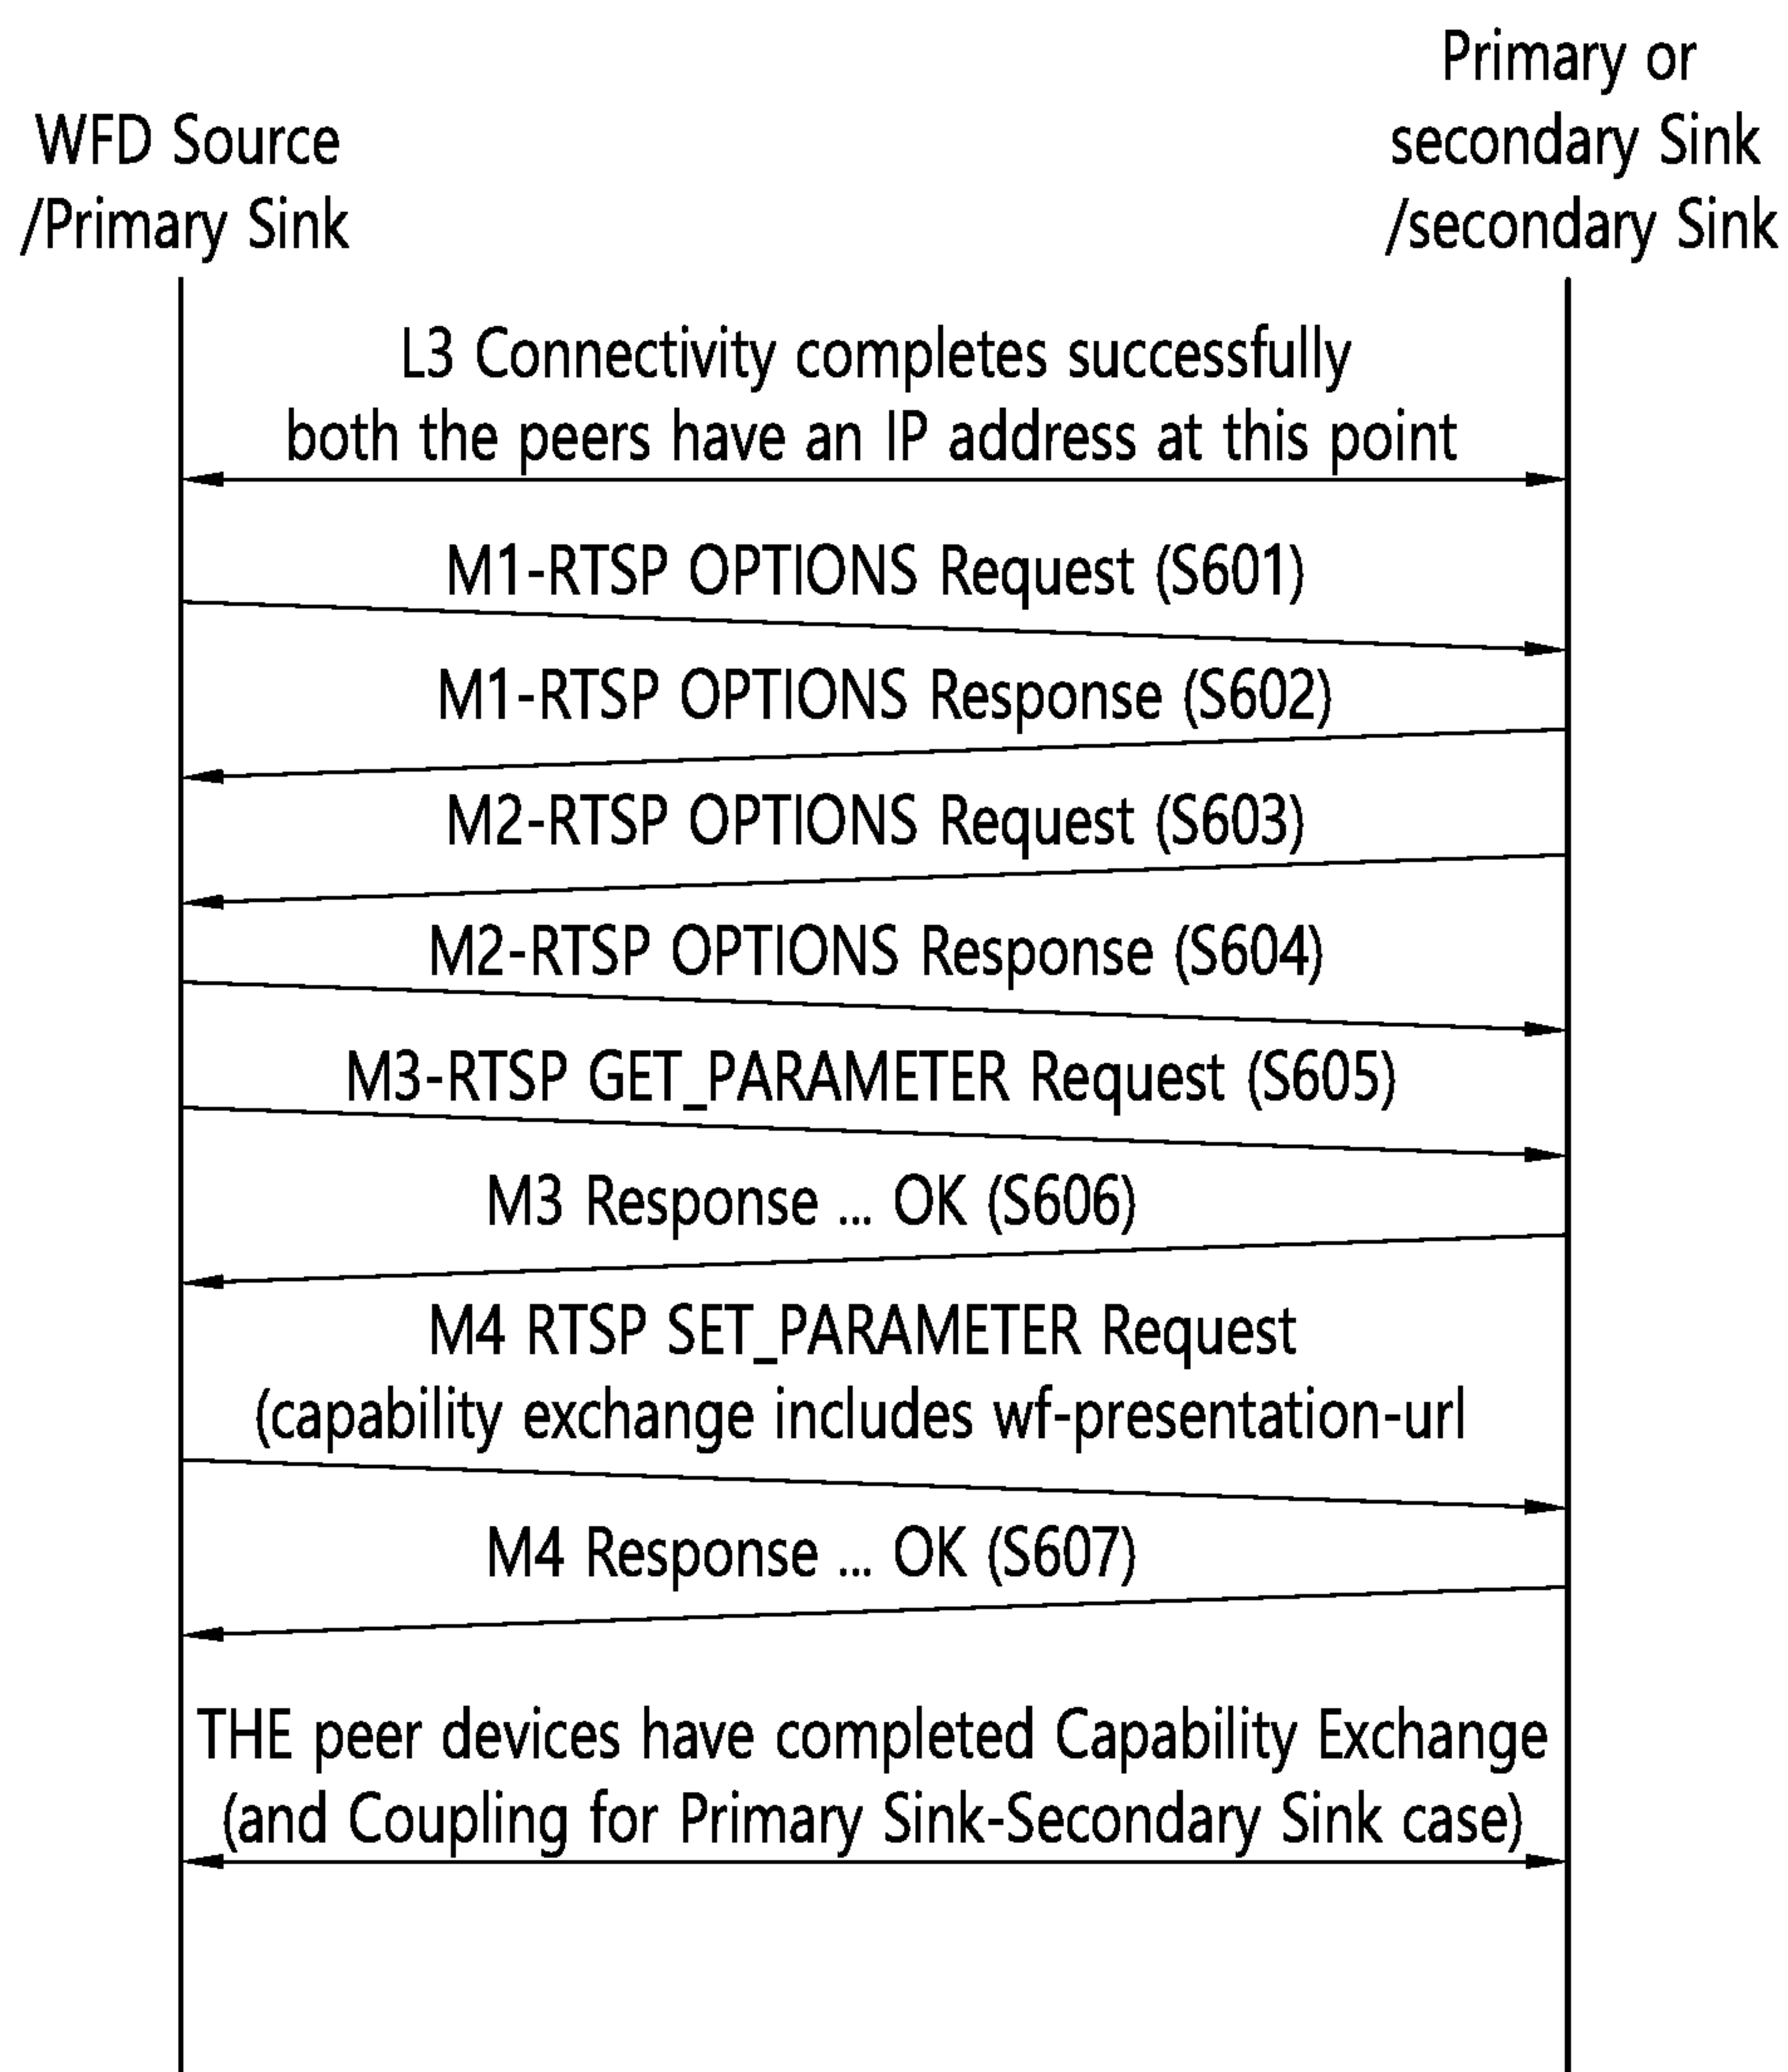 WFD Source
/Primary Sink
Primary or
secondary Sink
/secondary Sink
L3 Connectivity completes successfully
both the peers have an IP address at this point
M1-RTSP OPTIONS Request (S601)
M1-RTSP OPTIONS Response (S602)
M2-RTSP OPTIONS Request (S603)
M2-RTSP OPTIONS Response (S604)
M3-RTSP GET_PARAMETER Request (S605)
M3 Response ... OK (S606)
M4 RTSP SET_PARAMETER Request
(capability exchange includes wf-presentation-url
M4 Response ... OK (S607)
THE peer devices have completed Capability Exchange
(and Coupling for Primary Sink-Secondary Sink case)